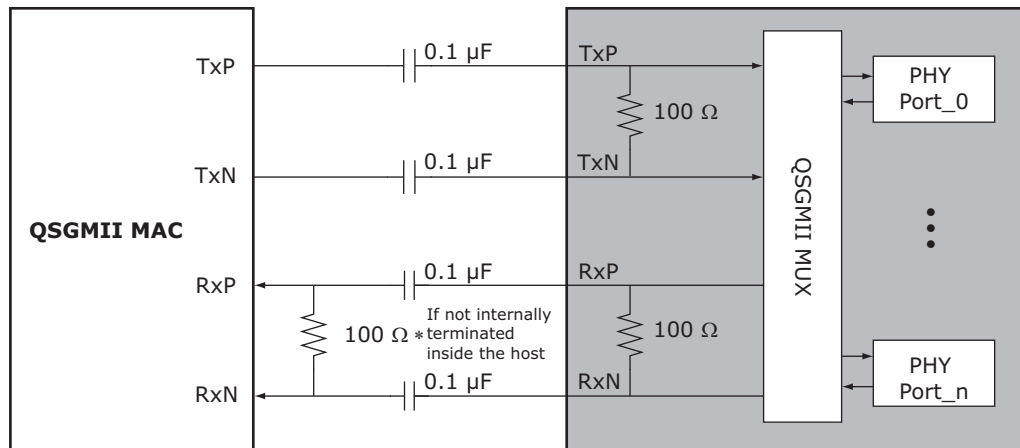 0.1 µF
TxP
TxP
100 Ω
PHY
Port_0
0.1 µF
TxN
TxN
QSGMII MAC
QSGMII MUX
0.1 µF
RxP
RxP
If not internally
100 Ω * terminated
inside the host
100 Ω
0.1 µF
RxN
RxN
PHY
Port_n